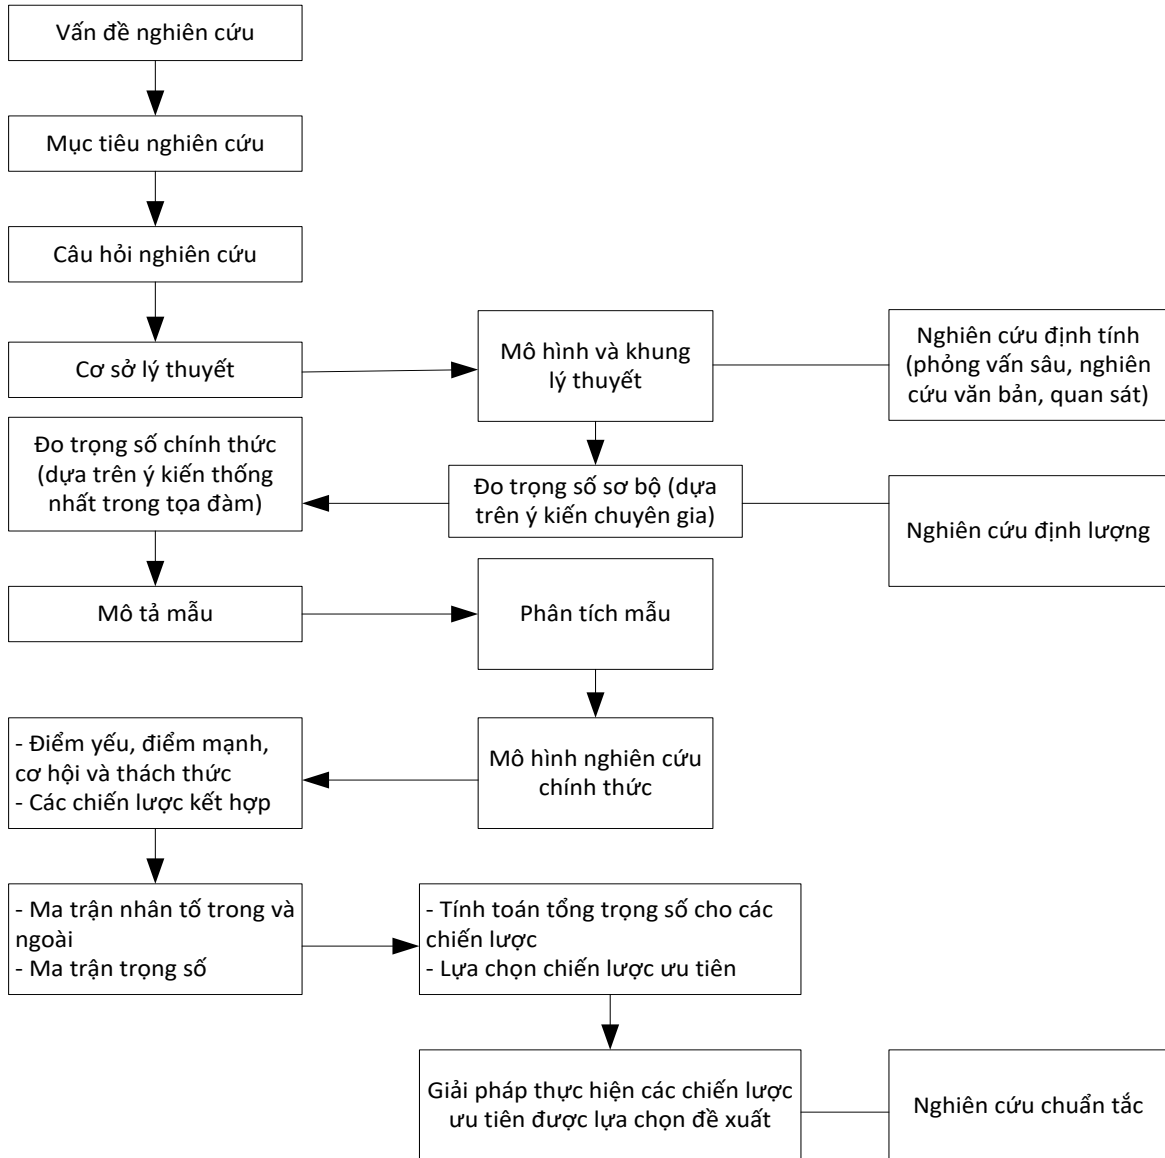 Vấn đề nghiên cứu
Mục tiêu nghiên cứu
Câu hỏi nghiên cứu
Cơ sở lý thuyết
Mô hình và khung
lý thuyết
Nghiên cứu định tính
(phỏng vấn sâu, nghiên
cứu văn bản, quan sát)
Đo trọng số chính thức
(dựa trên ý kiến thống
nhất trong tọa đàm)
Đo trọng số sơ bộ (dựa
trên ý kiến chuyên gia)
Nghiên cứu định lượng
Mô tả mẫu
Phân tích mẫu
- Điểm yếu, điểm mạnh,
cơ hội và thách thức
- Các chiến lược kết hợp
Mô hình nghiên cứu
chính thức
- Ma trận nhân tố trong và
ngoài
- Ma trận trọng số
- Tính toán tổng trọng số cho các
chiến lược
- Lựa chọn chiến lược ưu tiên
Giải pháp thực hiện các chiến lược
ưu tiên được lựa chọn đề xuất
Nghiên cứu chuẩn tắc